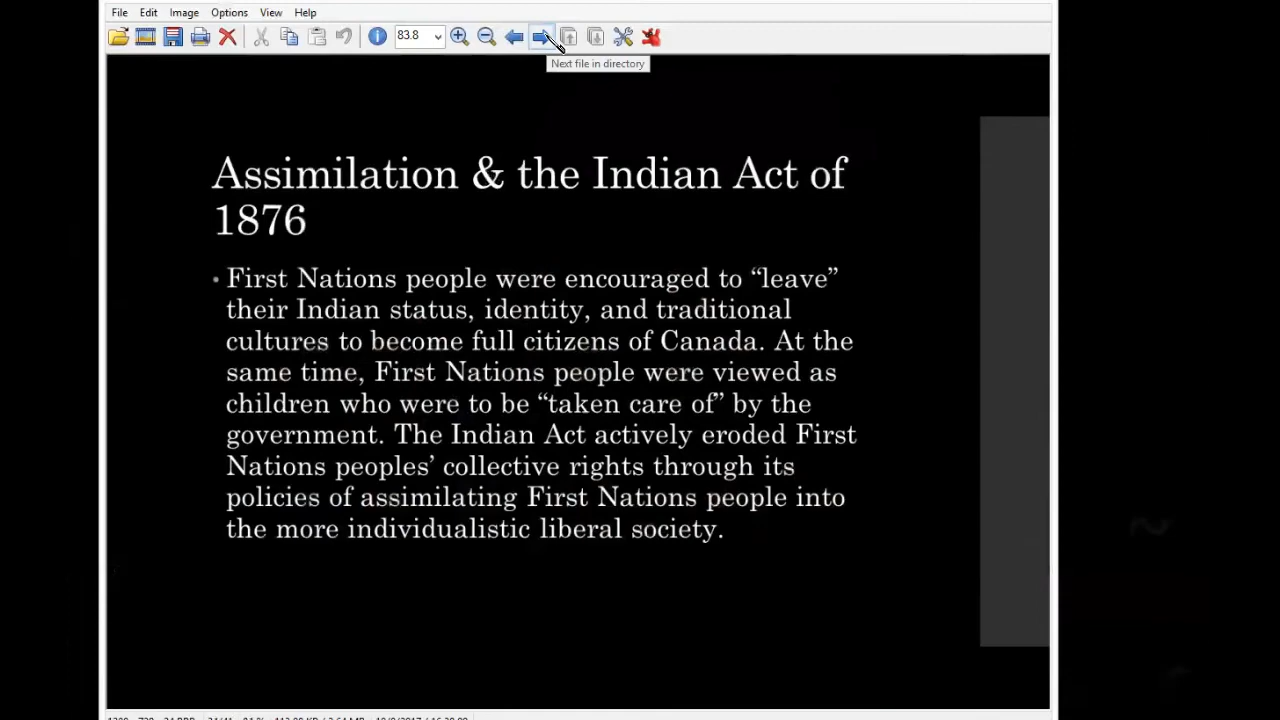 File Edit Image Options View Help
83.8
Next file in directory
Assimilation & the Indian Act of
1876
• First Nations people were encouraged to “leave”
their Indian status, identity, and traditional
cultures to become full citizens of Canada. At the
same time, First Nations people were viewed as
children who were to be “taken care of” by the
government. The Indian Act actively eroded First
Nations peoples’ collective rights through its
policies of assimilating First Nations people into
the more individualistic liberal society.